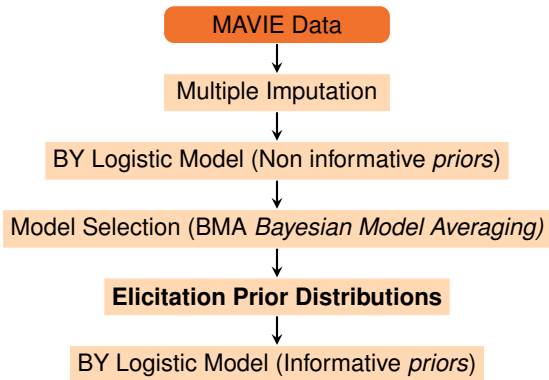 MAVIE Data
Multiple Imputation
BY Logistic Model (Non informative priors)
Model Selection (BMA Bayesian Model Averaging)
Elicitation Prior Distributions
BY Logistic Model (Informative priors)